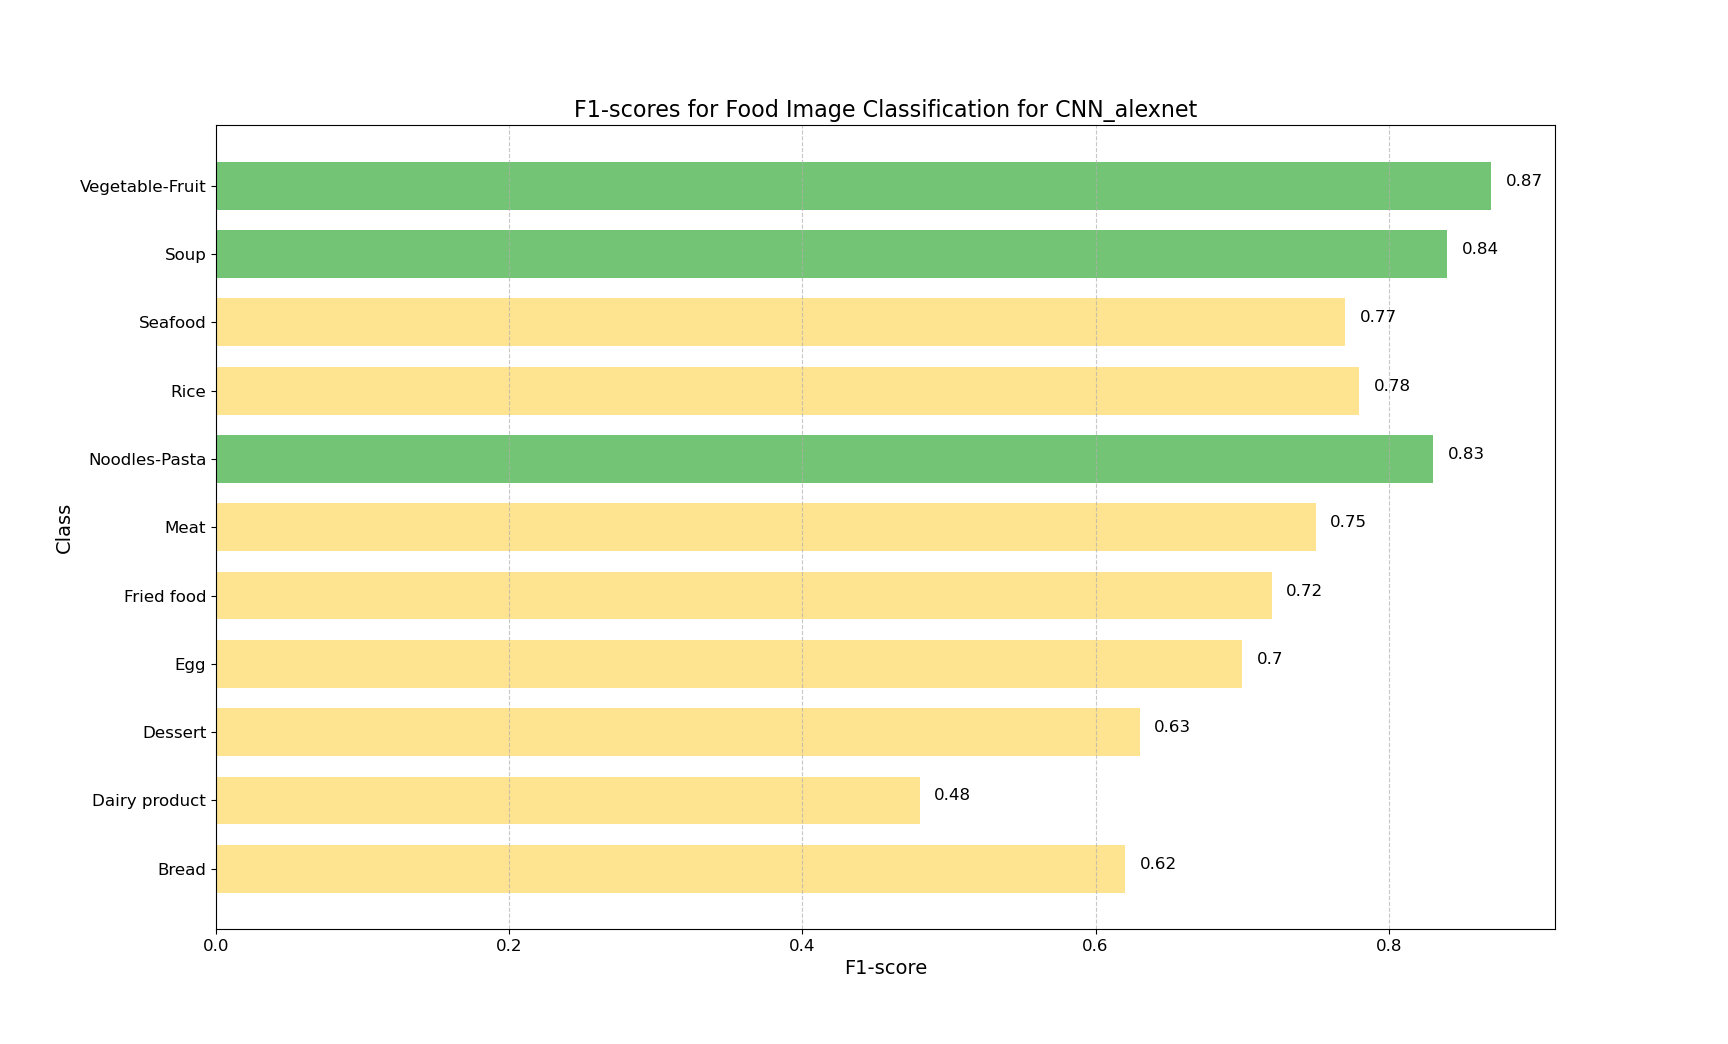 F1-scores for Food Image Classification for CNN_alexnet
Vegetable-Fruit 0.87
Soup 0.84
Seafood 0.77
Rice 0.78
Noodles-Pasta 0.83
Meat 0.75
Fried food 0.72
Egg 0.7
Dessert 0.63
Dairy product 0.48
Bread 0.62
Class
0.0 0.2 0.4 0.6 0.8
F1-score